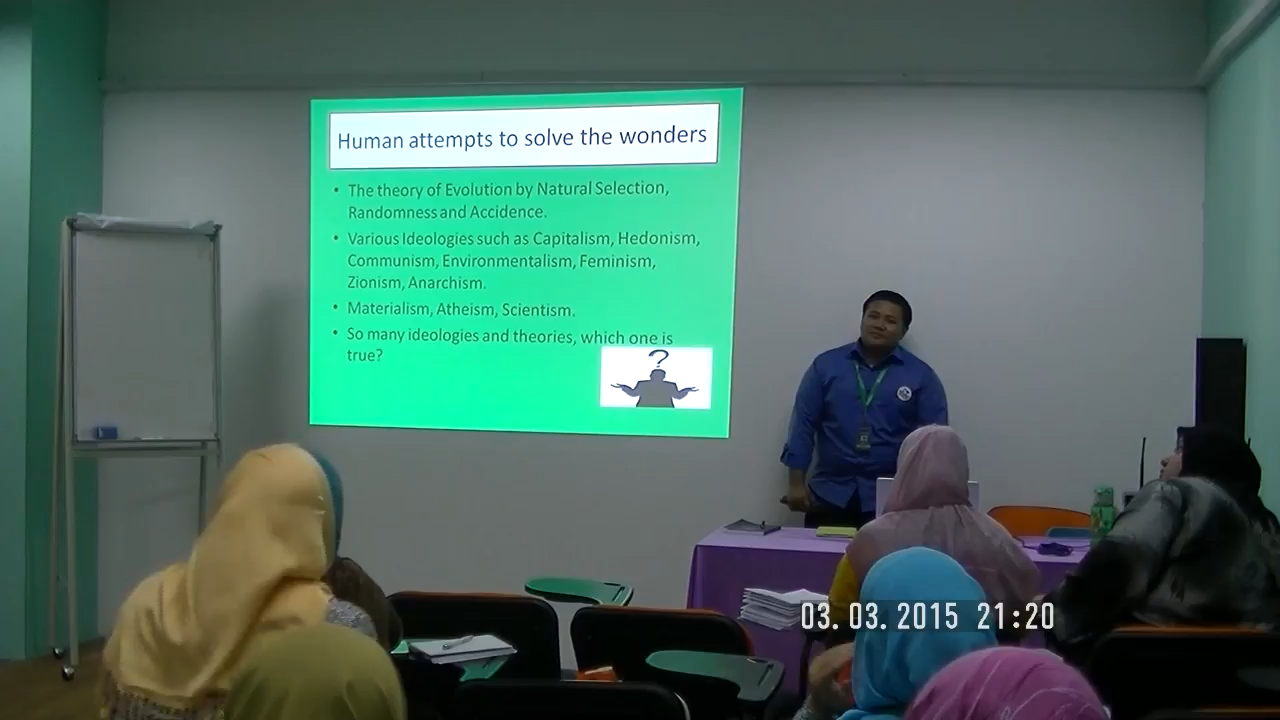 Human attempts to solve the wonders
• The theory of Evolution by Natural Selection,
Randomness and Accidence.
• Various Ideologies such as Capitalism, Hedonism,
Communism, Environmentalism, Feminism,
Zionism, Anarchism.
• Materialism, Atheism, Scientism.
• So many ideologies and theories, which one is
true?
?
03.03.2015 21:20